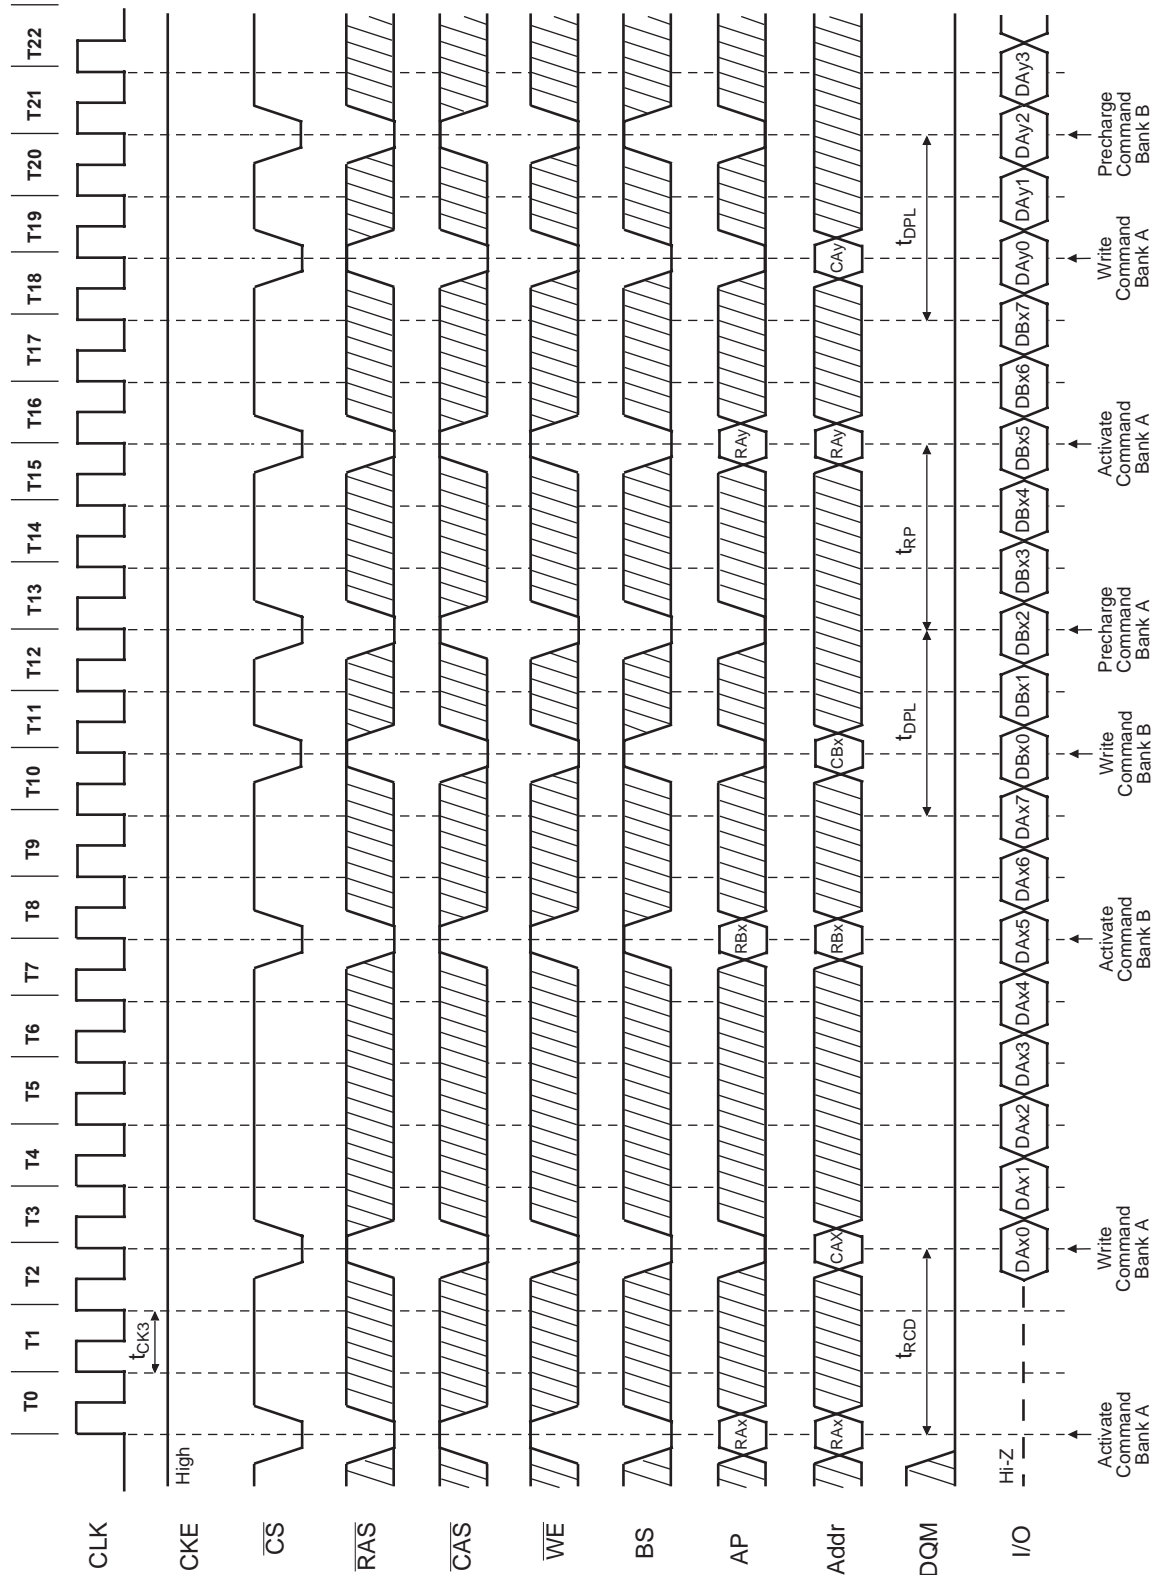 T0 T1 T2 T3 T4 T5 T6 T7 T8 T9 T10 T11 T12 T13 T14 T15 T16 T17 T18 T19 T20 T21 T22
CLK
tCK3
CKE
High
CS
RAS
CAS
WE
BS
AP
RAx RBx RAy
Addr
RAx CAX RBx CBx RAy CAy
DQM
tRCD tDPL tRP tDPL
I/O
Hi-Z
DAx0 DAx1 DAx2 DAx3 DAx4 DAx5 DAx6 DAx7 DBx0 DBx1 DBx2 DBx3 DBx4 DBx5 DBx6 DBx7 DAy0 DAy1 DAy2 DAy3
Activate
Command
Bank A
Write
Command
Bank A
Activate
Command
Bank B
Write
Command
Bank B
Precharge
Command
Bank A
Activate
Command
Bank A
Write
Command
Bank A
Precharge
Command
Bank B